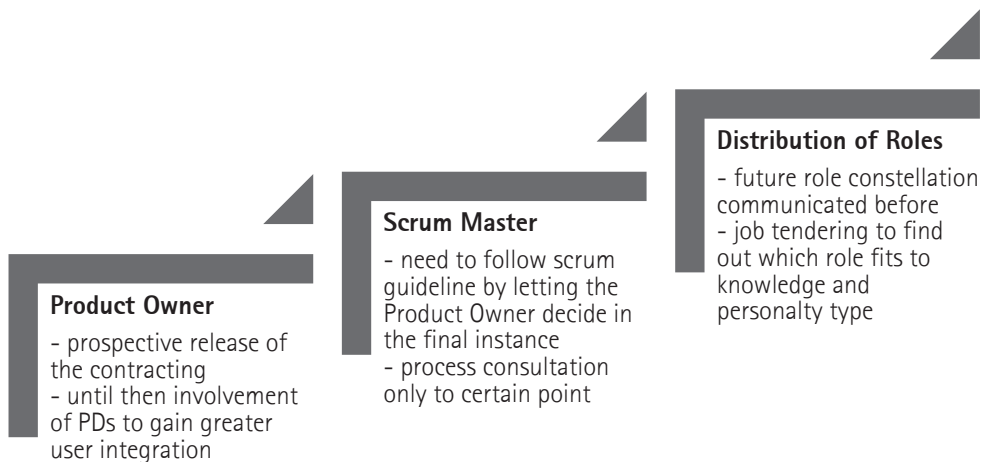 Product Owner
- prospective release of
the contracting
- until then involvement
of PDs to gain greater
user integration
Scrum Master
- need to follow scrum
guideline by letting the
Product Owner decide in
the final instance
- process consultation
only to certain point
Distribution of Roles
- future role constellation
communicated before
- job tendering to find
out which role fits to
knowledge and
personalty type